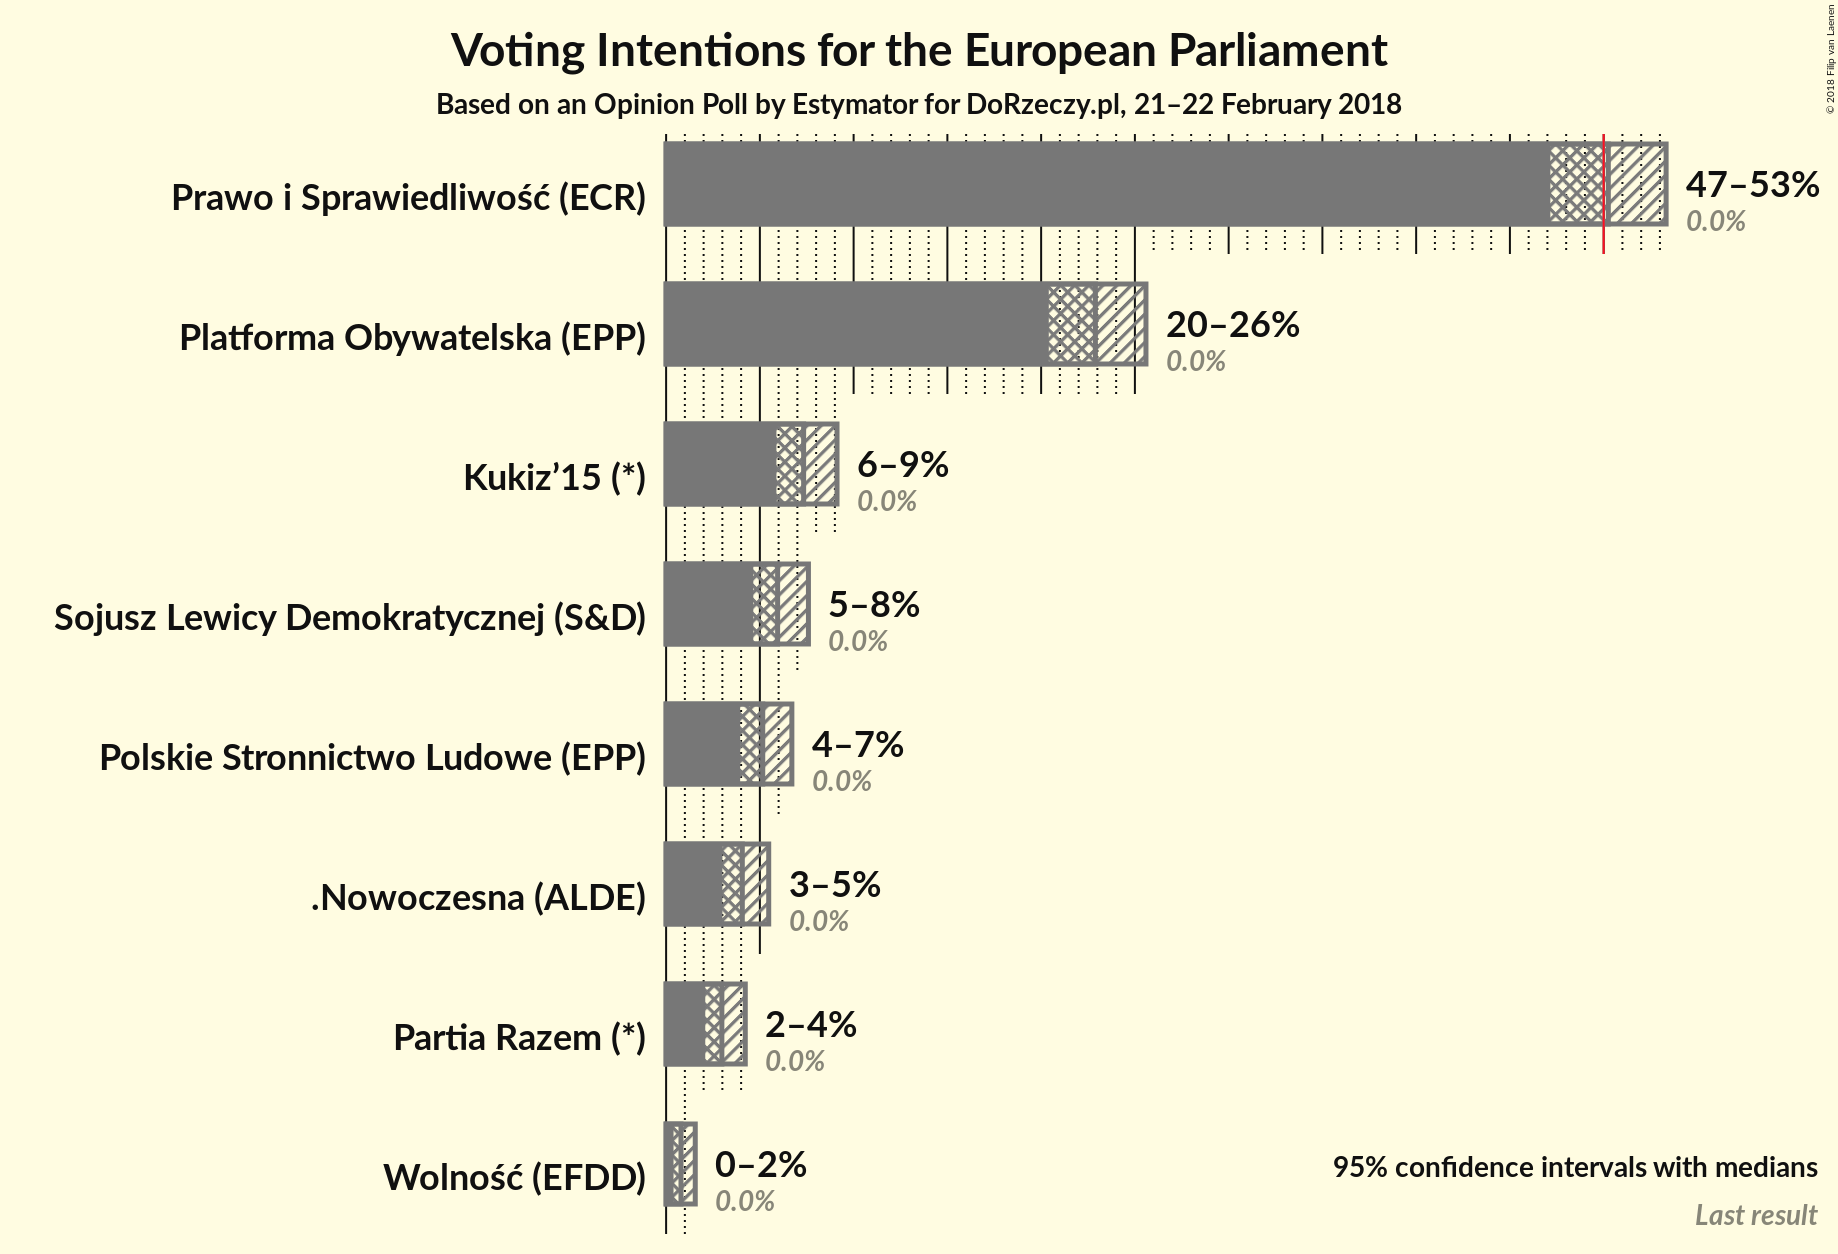 Voting Intentions for the European Parliament
Based on an Opinion Poll by Estymator for DoRzeczy.pl, 21–22 February 2018
© 2018 Filip van Laenen
Prawo i Sprawiedliwość (ECR)
47–53%
0.0%
Platforma Obywatelska (EPP)
20–26%
0.0%
Kukiz’15 (*)
6–9%
0.0%
Sojusz Lewicy Demokratycznej (S&D)
5–8%
0.0%
Polskie Stronnictwo Ludowe (EPP)
4–7%
0.0%
.Nowoczesna (ALDE)
3–5%
0.0%
Partia Razem (*)
2–4%
0.0%
Wolność (EFDD)
0–2%
0.0%
95% confidence intervals with medians
Last result